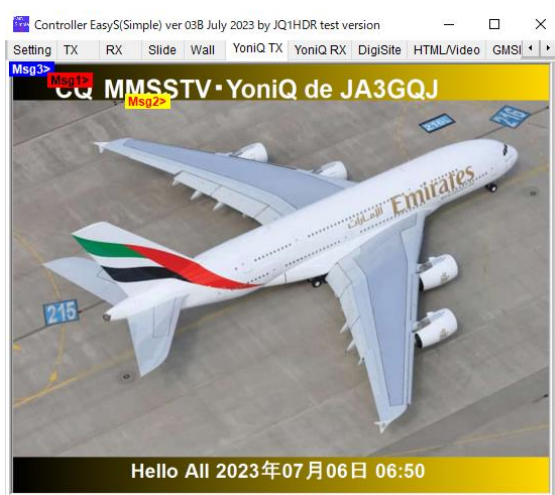 Controller EasyS(Simple) ver 03B July 2023 by JQ1HDR test version
Setting TX RX Slide Wall YoniQ TX YoniQ RX DigiSite HTML/Video GMSI
Msg3>
Msg1>
CQ MMSSTV・YoniQ de JA3GQJ
Msg2>
216
Emirates
الإمارات
215
Hello All 2023年07月06日 06:50